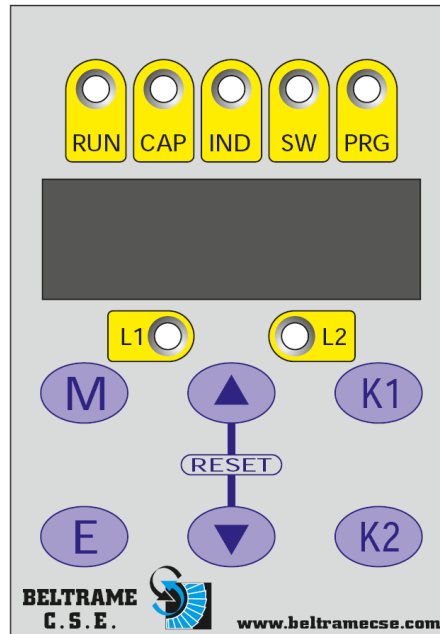 RUN CAP IND SW PRG
L1 L2
M K1
RESET
E K2
BELTRAME
C.S.E.
www.beltramecse.com